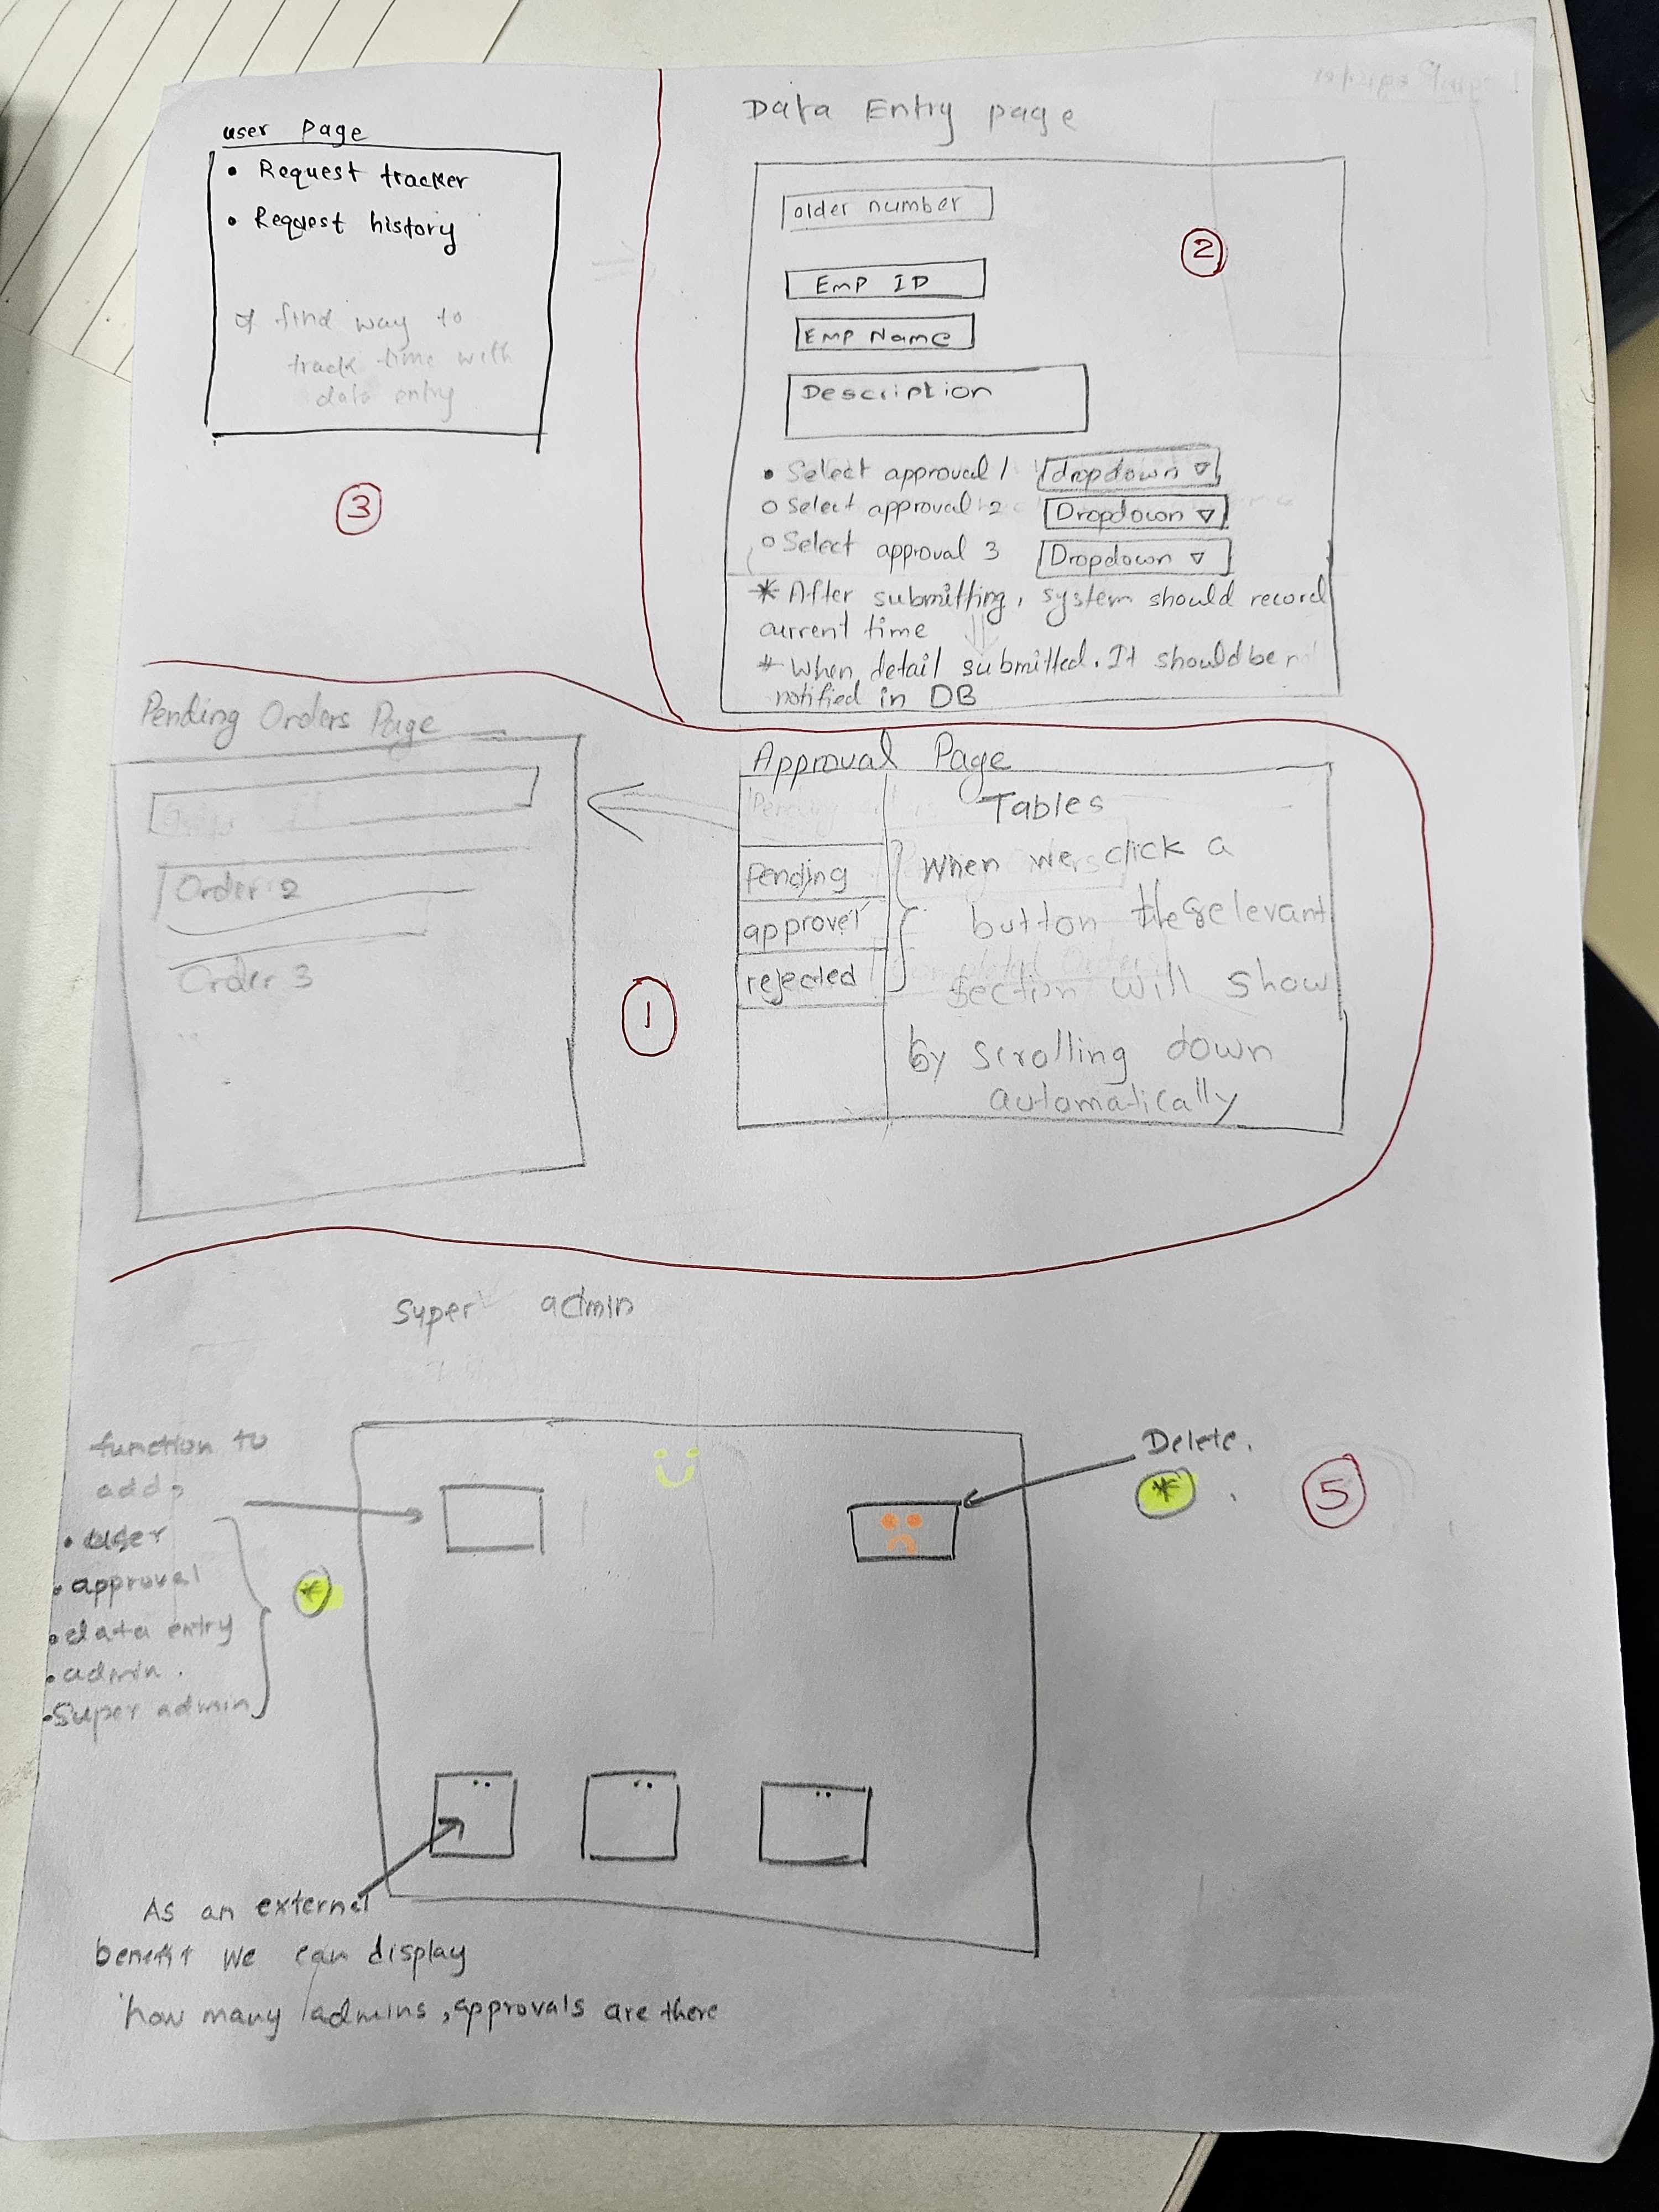 user page
• Request tracker
• Request history
* find way to
track time with
data entry
3
Data Entry page
older number
2
Emp ID
Emp Name
Description
• Select approval 1 dropdown
○ Select approval 2 Dropdown
○ Select approval 3 Dropdown
* After submitting, system should record
current time
* When detail submitted. It should be
notified in DB
Pending Orders Page
Order 2
Order 3
1
Approval Page
Pending
Tables
pending
approvel
rejected
When we click a
button the relevant
section will show
by scrolling down
automatically
Super admin
function to
add
• user
• approval
• data entry
• admin.
• Super admin
*
Delete.
*
5
As an external
benefit we can display
how many admins, approvals are there